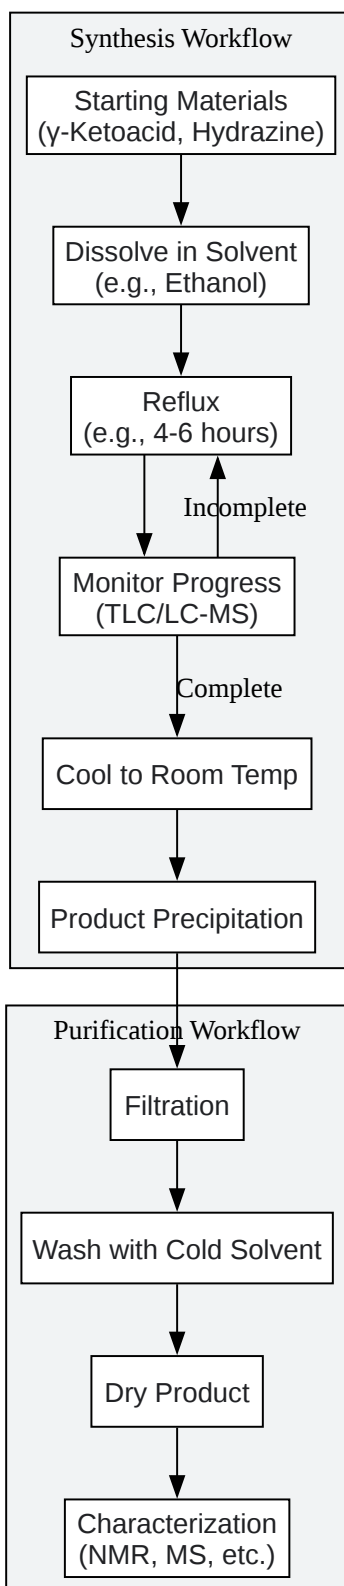 Synthesis Workflow
Starting Materials
(γ-Ketoacid, Hydrazine)
Dissolve in Solvent
(e.g., Ethanol)
Reflux
(e.g., 4-6 hours)
Incomplete
Monitor Progress
(TLC/LC-MS)
Complete
Cool to Room Temp
Product Precipitation
Purification Workflow
Filtration
Wash with Cold Solvent
Dry Product
Characterization
(NMR, MS, etc.)